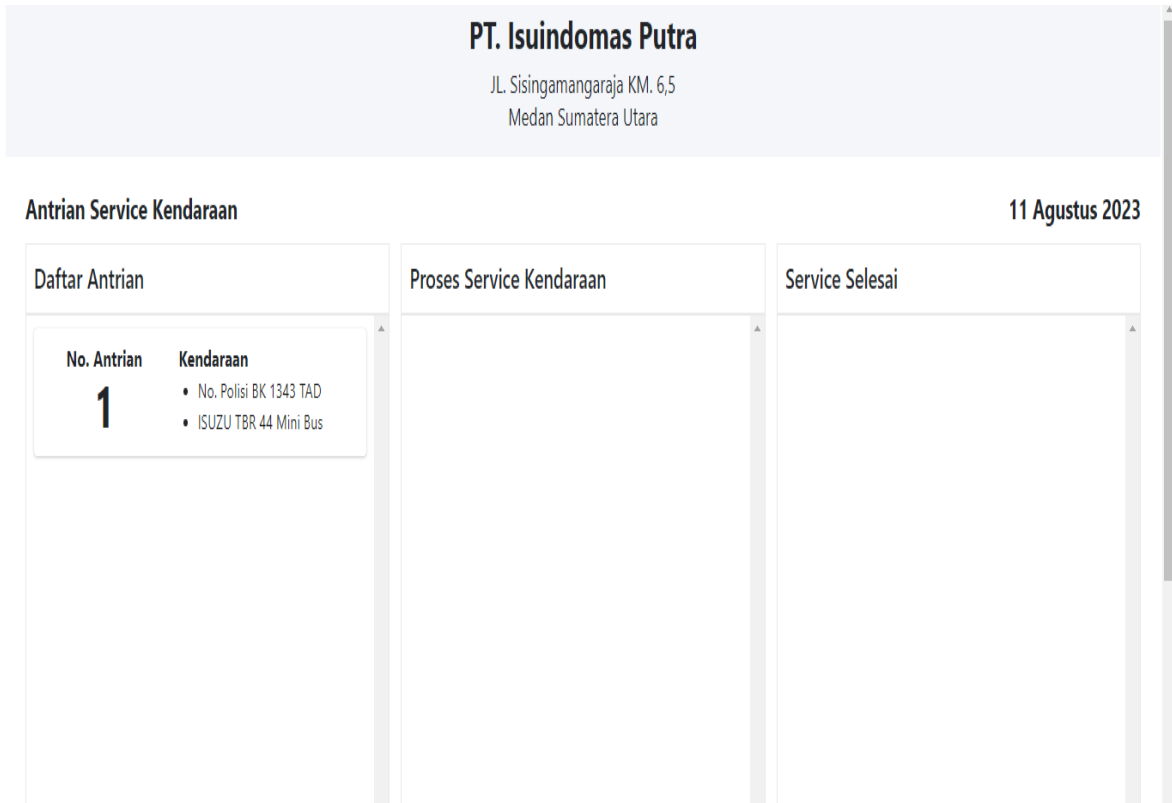 PT. Isuindomas Putra
JL. Sisingamangaraja KM. 6,5
Medan Sumatera Utara
Antrian Service Kendaraan
11 Agustus 2023
Daftar Antrian
Proses Service Kendaraan
Service Selesai
No. Antrian
1
Kendaraan
• No. Polisi BK 1343 TAD
• ISUZU TBR 44 Mini Bus